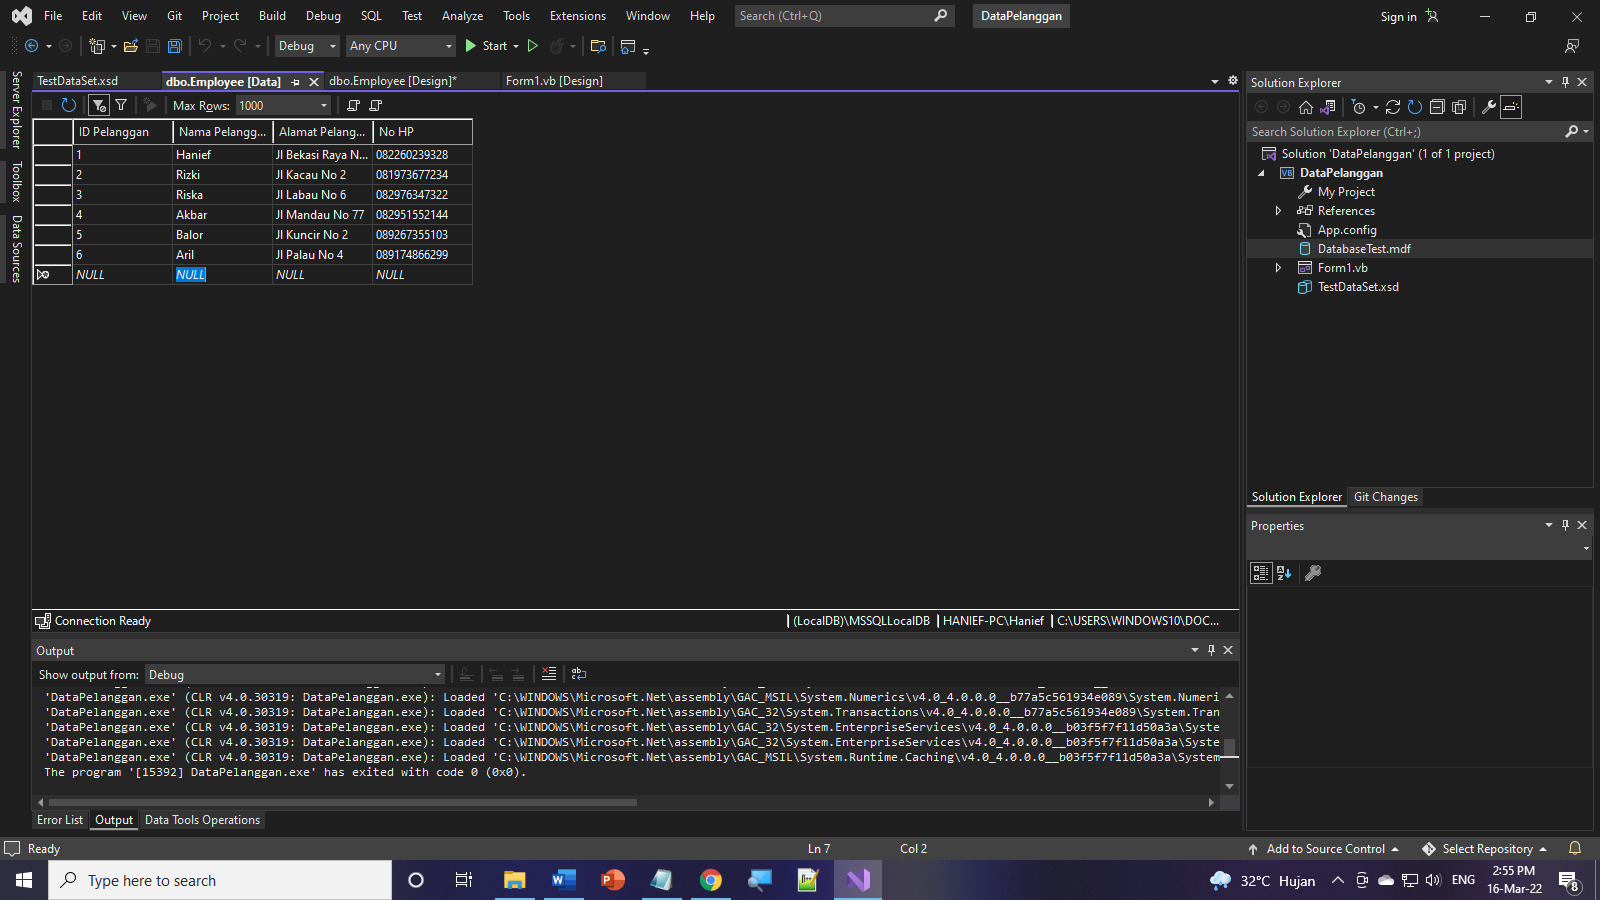 File Edit View Git Project Build Debug SQL Test Analyze Tools Extensions Window Help Search (Ctrl+Q) DataPelanggan Sign in
Debug Any CPU Start
Server Explorer
Toolbox
Data Sources
TestDataSet.xsd dbo.Employee [Data] dbo.Employee [Design]* Form1.vb [Design]
Max Rows: 1000
ID Pelanggan Nama Pelangg... Alamat Pelang... No HP
1 Hanief Jl Bekasi Raya N... 082260239328
2 Rizki Jl Kacau No 2 081973677234
3 Riska Jl Labau No 6 082976347322
4 Akbar Jl Mandau No 77 082951552144
5 Balor Jl Kuncir No 2 089267355103
6 Aril Jl Palau No 4 089174866299
NULL NULL NULL NULL
Connection Ready (LocalDB)\MSSQLLocalDB HANIEF-PC\Hanief C:\USERS\WINDOWS10\DOC...
Output
Show output from: Debug
'DataPelanggan.exe' (CLR v4.0.30319: DataPelanggan.exe): Loaded 'C:\WINDOWS\Microsoft.Net\assembly\GAC_MSIL\System.Numerics\v4.0_4.0.0.0__b77a5c561934e089\System.Numeri
'DataPelanggan.exe' (CLR v4.0.30319: DataPelanggan.exe): Loaded 'C:\WINDOWS\Microsoft.Net\assembly\GAC_32\System.Transactions\v4.0_4.0.0.0__b77a5c561934e089\System.Tran
'DataPelanggan.exe' (CLR v4.0.30319: DataPelanggan.exe): Loaded 'C:\WINDOWS\Microsoft.Net\assembly\GAC_32\System.EnterpriseServices\v4.0_4.0.0.0__b03f5f7f11d50a3a\Syste
'DataPelanggan.exe' (CLR v4.0.30319: DataPelanggan.exe): Loaded 'C:\WINDOWS\Microsoft.Net\assembly\GAC_32\System.EnterpriseServices\v4.0_4.0.0.0__b03f5f7f11d50a3a\Syste
'DataPelanggan.exe' (CLR v4.0.30319: DataPelanggan.exe): Loaded 'C:\WINDOWS\Microsoft.Net\assembly\GAC_MSIL\System.Runtime.Caching\v4.0_4.0.0.0__b03f5f7f11d50a3a\System
The program '[15392] DataPelanggan.exe' has exited with code 0 (0x0).
Error List Output Data Tools Operations
Solution Explorer
Search Solution Explorer (Ctrl+;)
Solution 'DataPelanggan' (1 of 1 project)
VB DataPelanggan
My Project
References
App.config
DatabaseTest.mdf
Form1.vb
TestDataSet.xsd
Solution Explorer Git Changes
Properties
Ready Ln 7 Col 2 Add to Source Control Select Repository
Type here to search 32°C Hujan ENG 2:55 PM
16-Mar-22 8